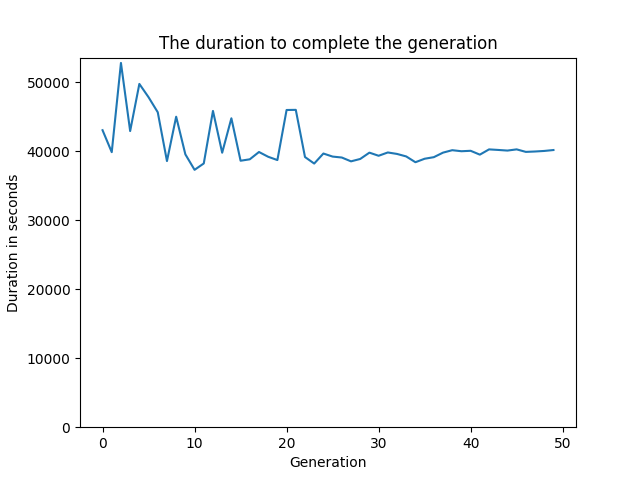 The duration to complete the generation
Duration in seconds
50000
40000
30000
20000
10000
0
0 10 20 30 40 50
Generation